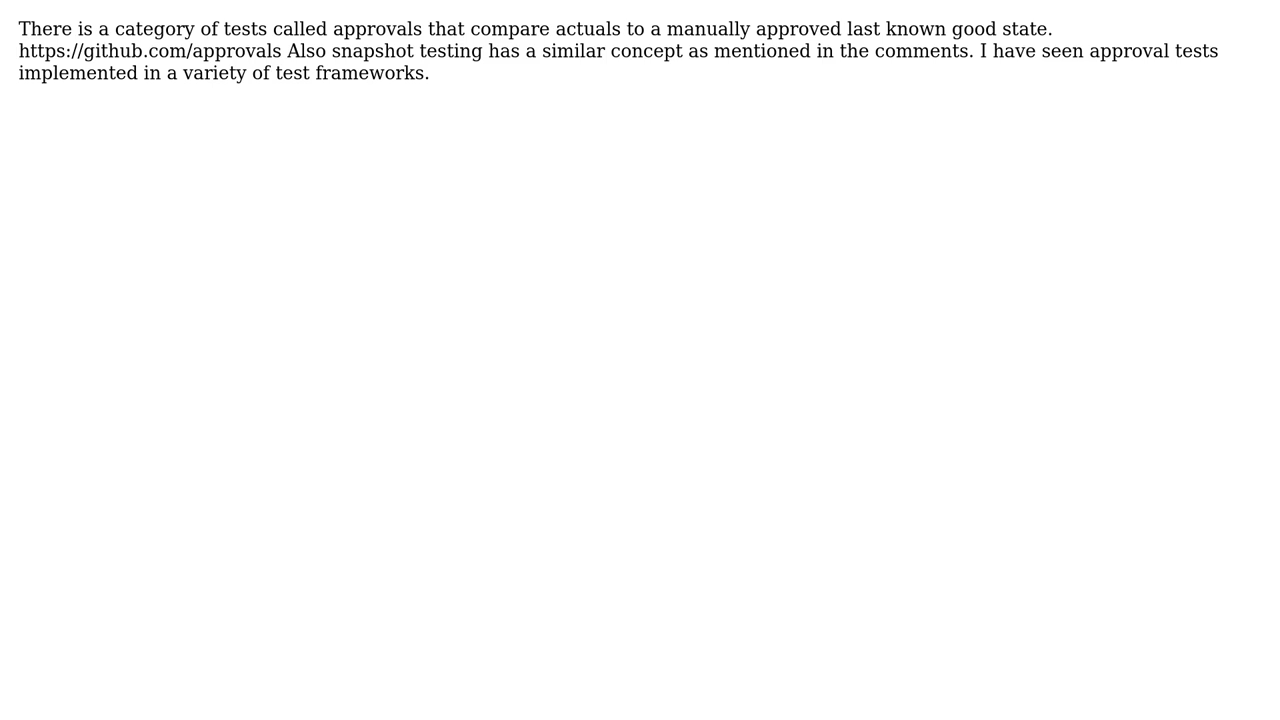 There is a category of tests called approvals that compare actuals to a manually approved last known good state.
https://github.com/approvals Also snapshot testing has a similar concept as mentioned in the comments. I have seen approval tests
implemented in a variety of test frameworks.